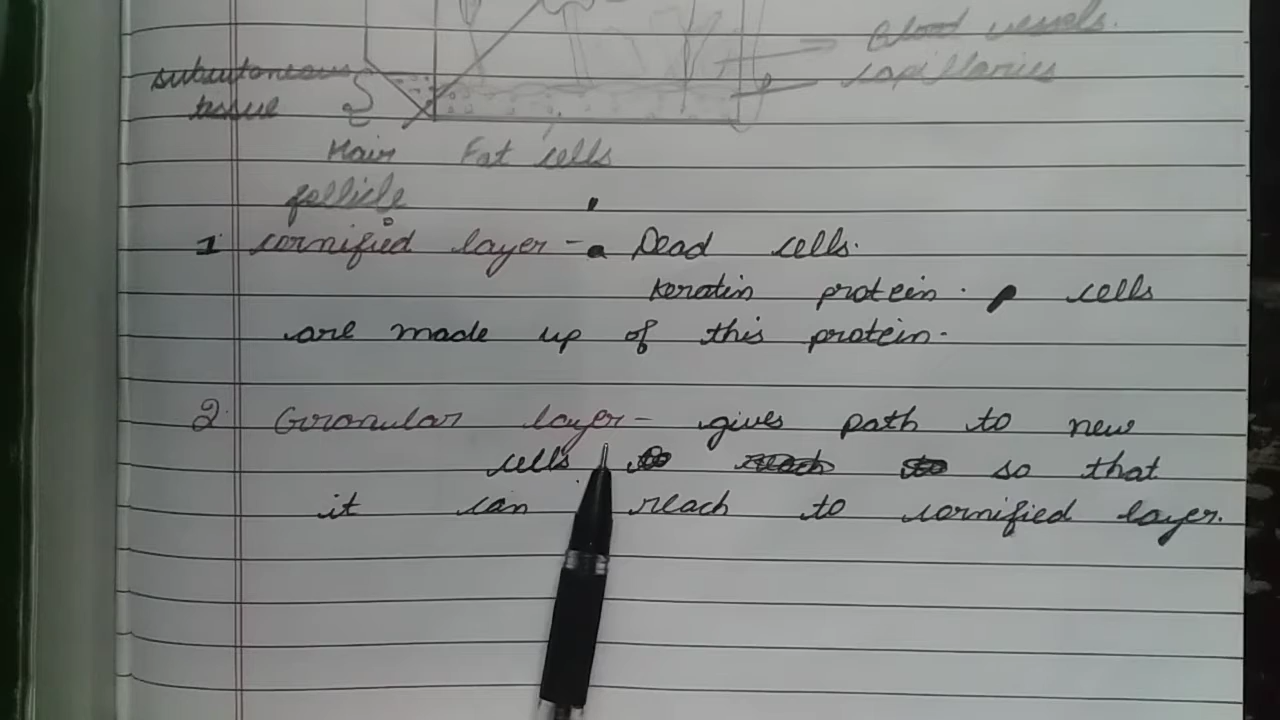 Blood vessels.
capillaries
subcutaneous
tissue
Hair Fat cells
follicle
1. cornified layer - Dead cells.
Keratin protein. cells
are made up of this protein.
2. Granular layer - gives path to new
cells so that
it can reach to cornified layer.